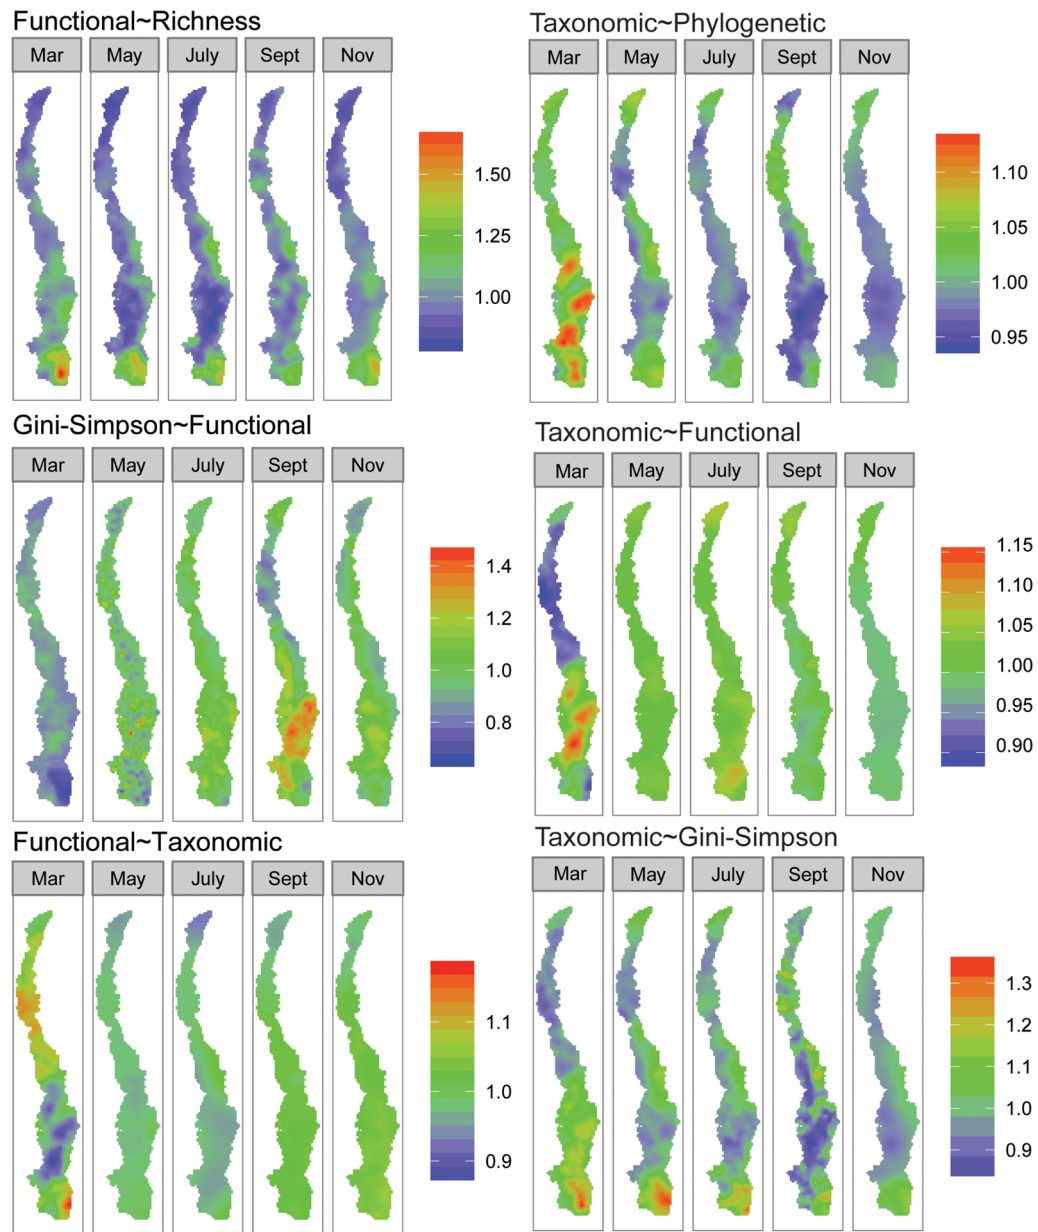 Functional~Richness
Mar May July Sept Nov
1.50
1.25
1.00
Taxonomic~Phylogenetic
Mar May July Sept Nov
1.10
1.05
1.00
0.95
Gini-Simpson~Functional
Mar May July Sept Nov
1.4
1.2
1.0
0.8
Taxonomic~Functional
Mar May July Sept Nov
1.15
1.10
1.05
1.00
0.95
0.90
Functional~Taxonomic
Mar May July Sept Nov
1.1
1.0
0.9
Taxonomic~Gini-Simpson
Mar May July Sept Nov
1.3
1.2
1.1
1.0
0.9